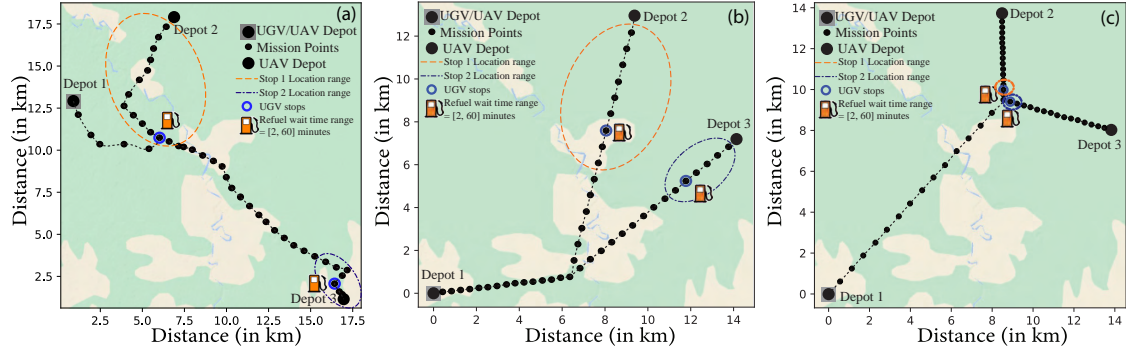 (a)
17.5
15.0
12.5
10.0
7.5
5.0
2.5
Distance (in km)
2.5
5.0
7.5
10.0
12.5
15.0
17.5
Distance (in km)
Depot 1
Depot 2
Depot 3
UGV/UAV Depot
Mission Points
UAV Depot
Stop 1 Location range
Stop 2 Location range
UGV stops
Refuel wait time range
= [2, 60] minutes
(b)
12
10
8
6
4
2
0
Distance (in km)
0
2
4
6
8
10
12
14
Distance (in km)
UGV/UAV Depot
Mission Points
UAV Depot
Stop 1 Location range
Stop 2 Location range
UGV stops
Refuel wait time range
= [2, 60] minutes
Depot 2
Depot 3
Depot 1
(c)
14
12
10
8
6
4
2
0
Distance (in km)
0
2
4
6
8
10
12
14
Distance (in km)
UGV/UAV Depot
Mission Points
UAV Depot
Stop 1 Location range
Stop 2 Location range
UGV stops
Refuel wait time range
= [2, 60] minutes
Depot 2
Depot 3
Depot 1